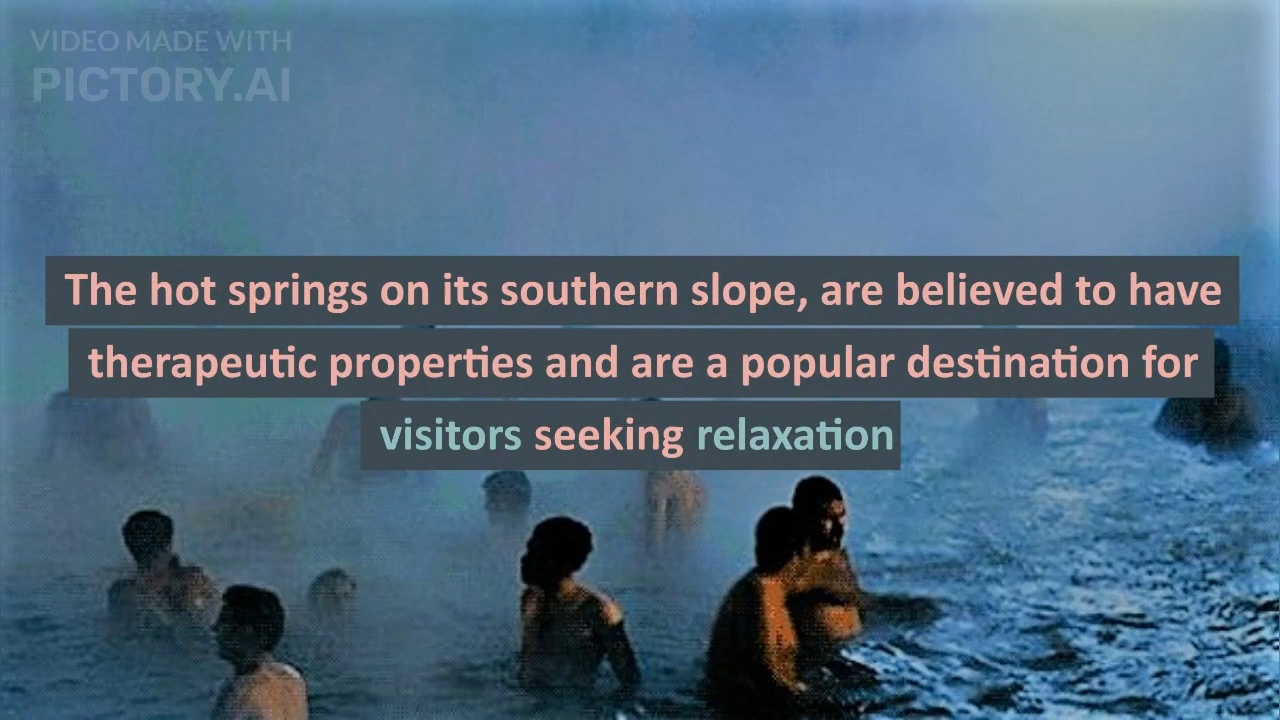 VIDEO MADE WITH
PICTORY.AI
The hot springs on its southern slope, are believed to have
therapeutic properties and are a popular destination for
visitors seeking relaxation